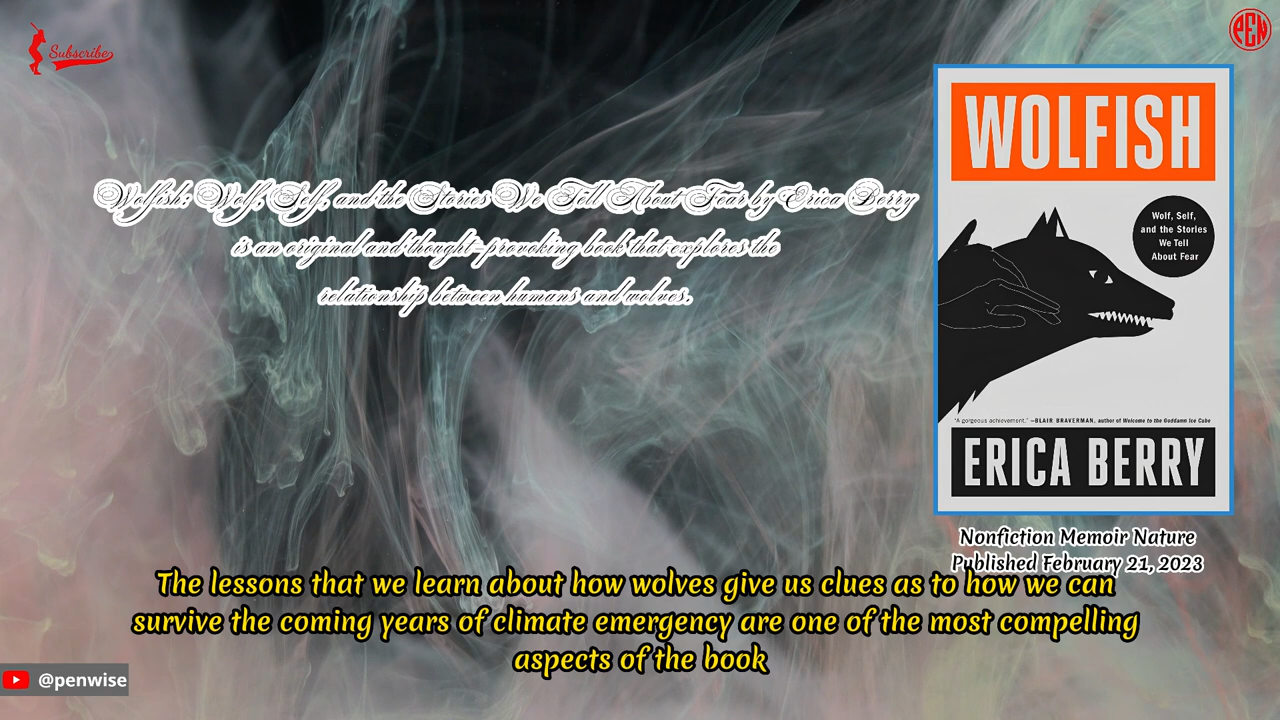 Subscribe
PEN
WOLFISH
Wolfish: Wolf, Self, and the Stories We Tell About Fear by Erica Berry
is an original and thought-provoking book that explores the
relationship between humans and wolves.
Wolf, Self,
and the Stories
We Tell
About Fear
"A gorgeous achievement." —BLAIR BRAVERMAN, author of Welcome to the Goddamn Ice Cube
ERICA BERRY
Nonfiction Memoir Nature
Published February 21, 2023
The lessons that we learn about how wolves give us clues as to how we can
survive the coming years of climate emergency are one of the most compelling
aspects of the book
@penwise